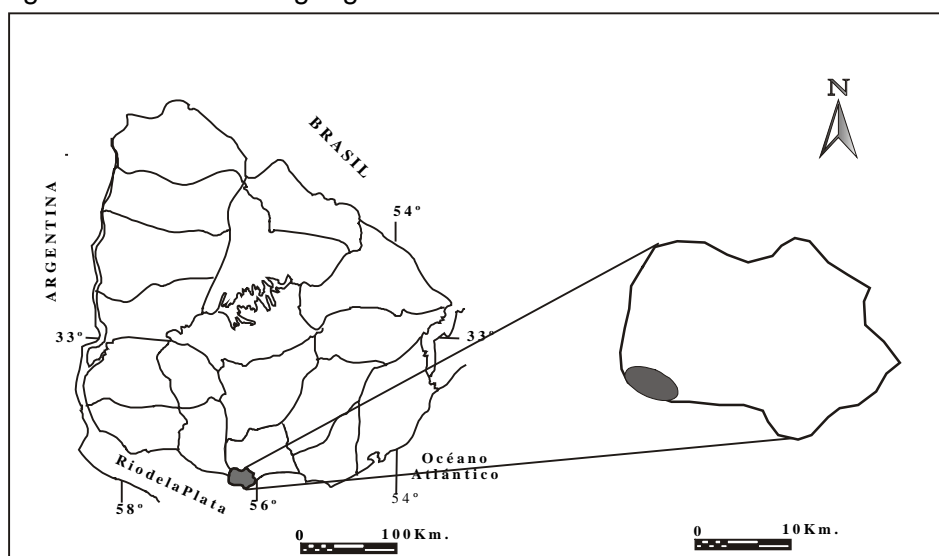 N
BRASIL
ARGENTINA
54º
33º
33º
Océano
Atlántico
Rio de la Plata
58º
56º
54º
0 100Km.
0 10Km.